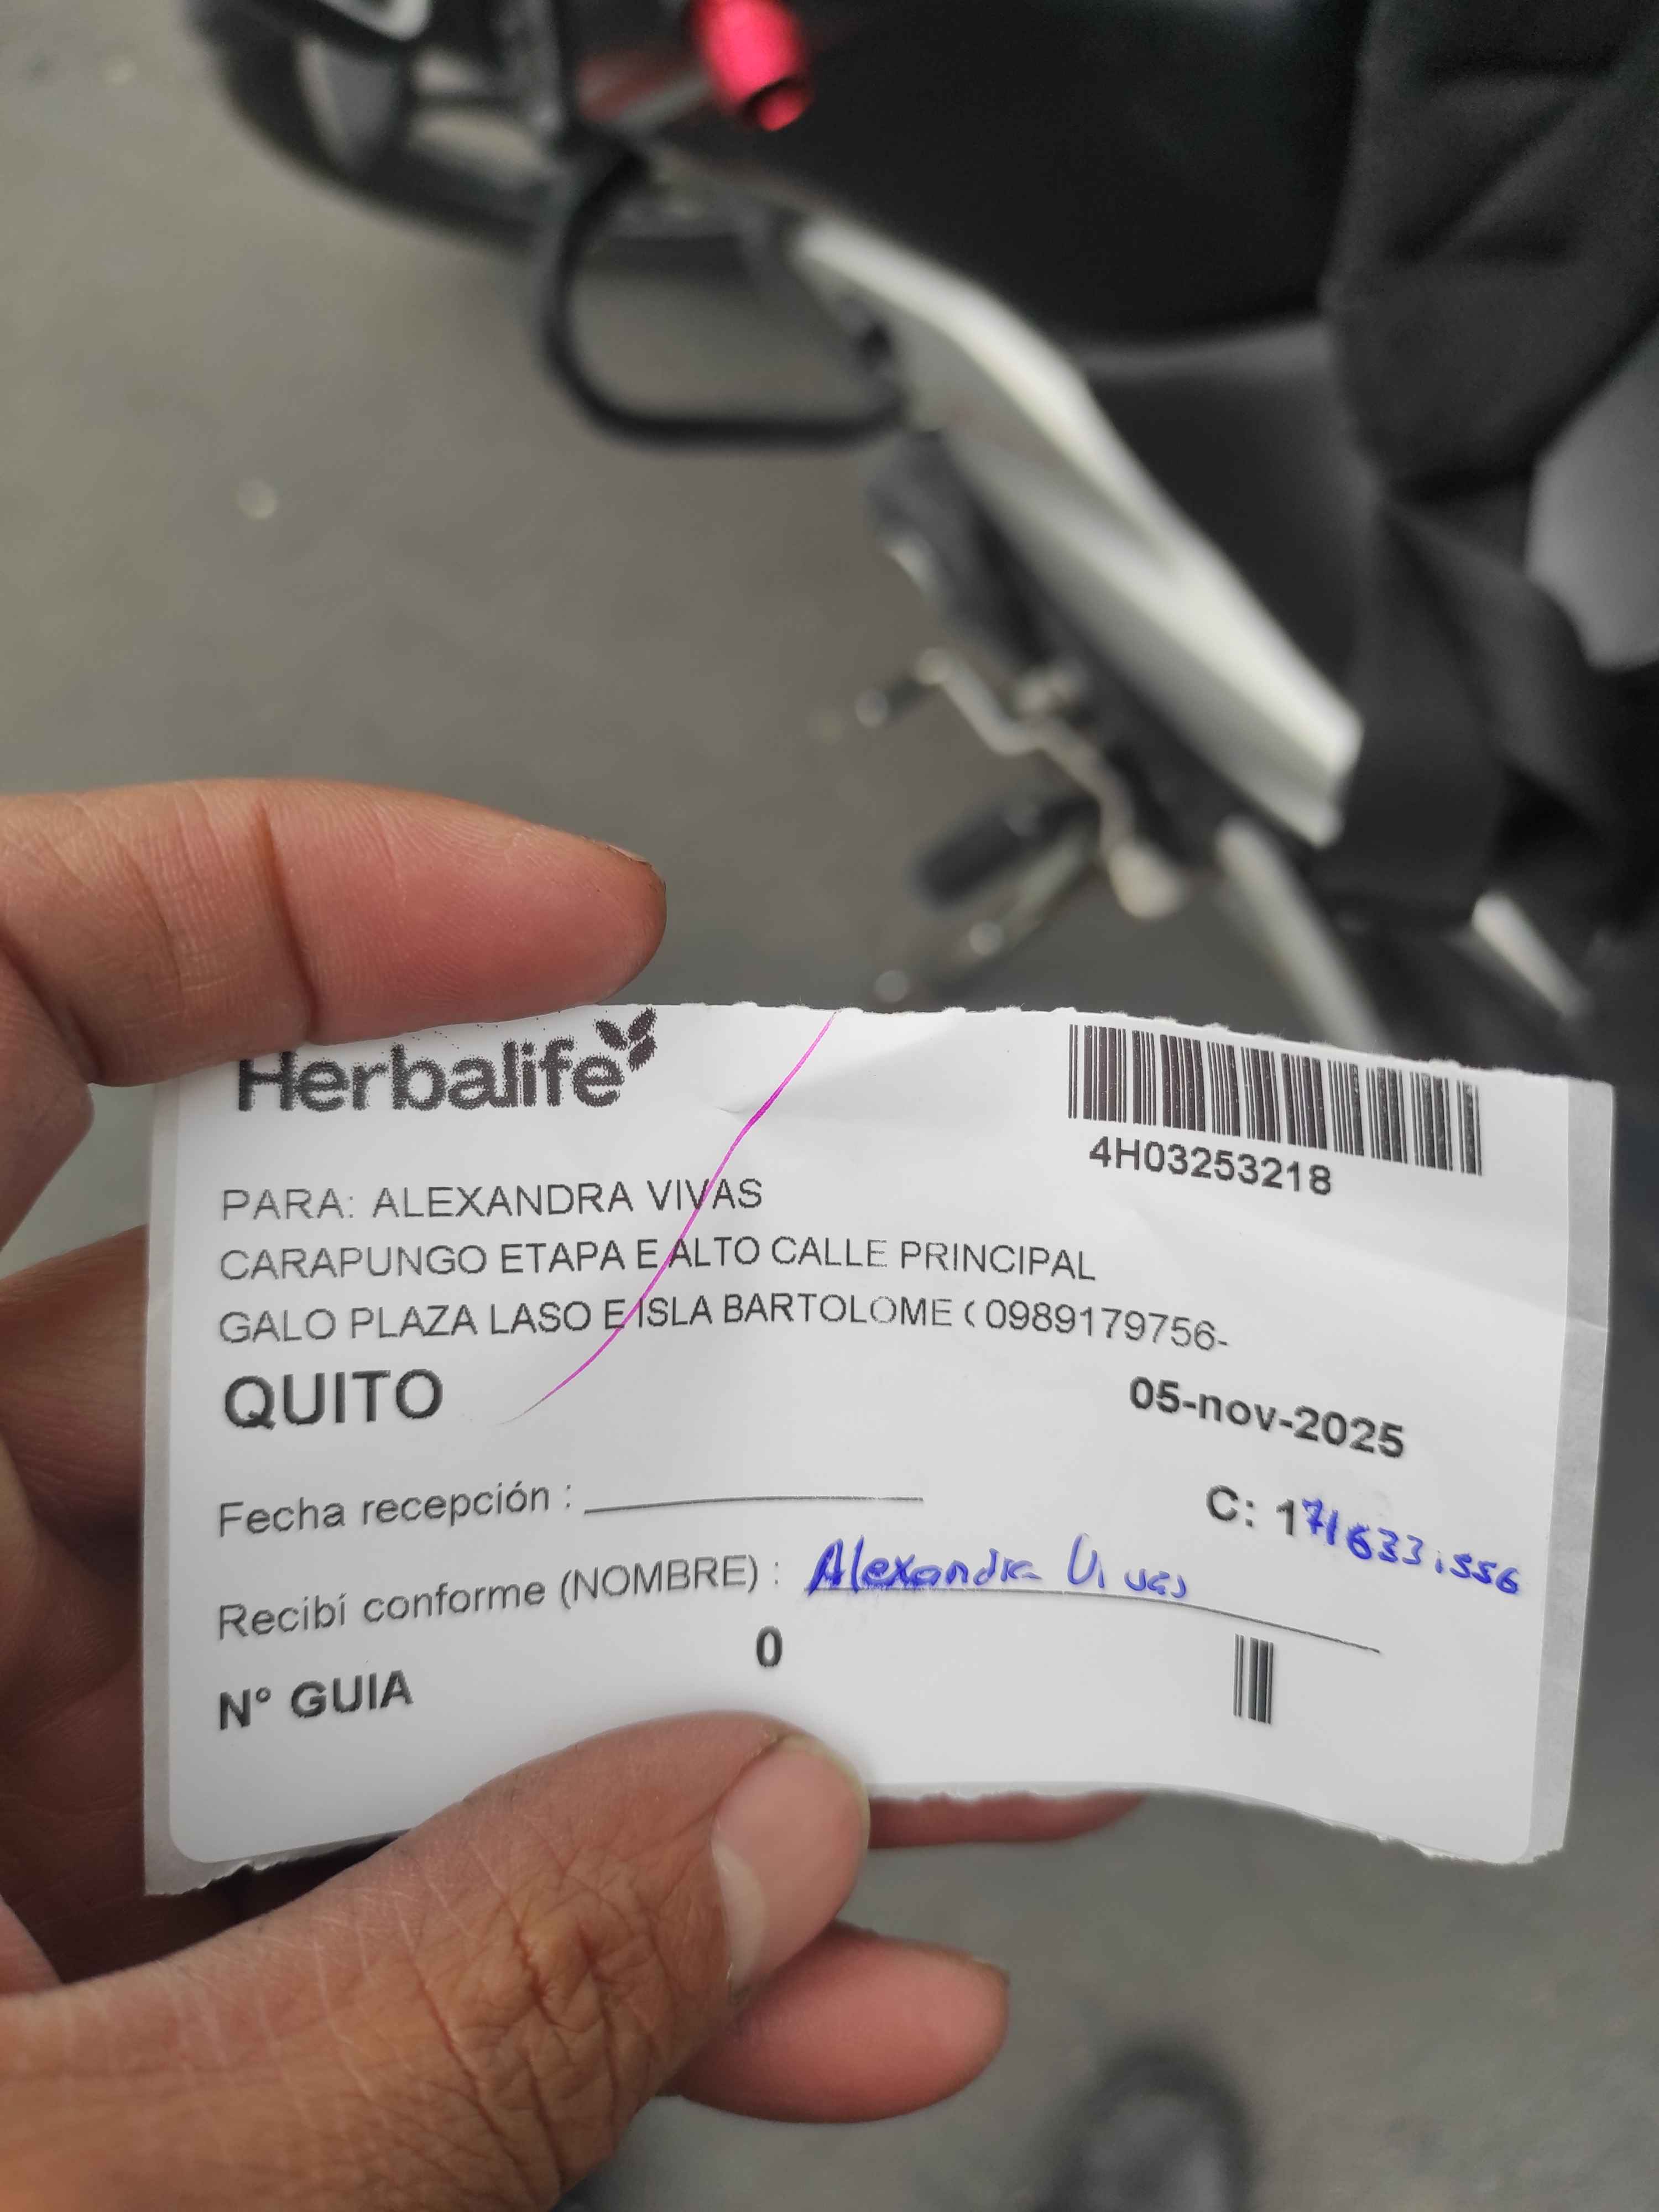 Herbalife
4H03253218
PARA: ALEXANDRA VIVAS
CARAPUNGO ETAPA E ALTO CALLE PRINCIPAL
GALO PLAZA LASO E ISLA BARTOLOME ( 0989179756-
QUITO
05-nov-2025
Fecha recepción :
C: 171633.556
Recibí conforme (NOMBRE) : Alexandra Vivas
0
N° GUIA